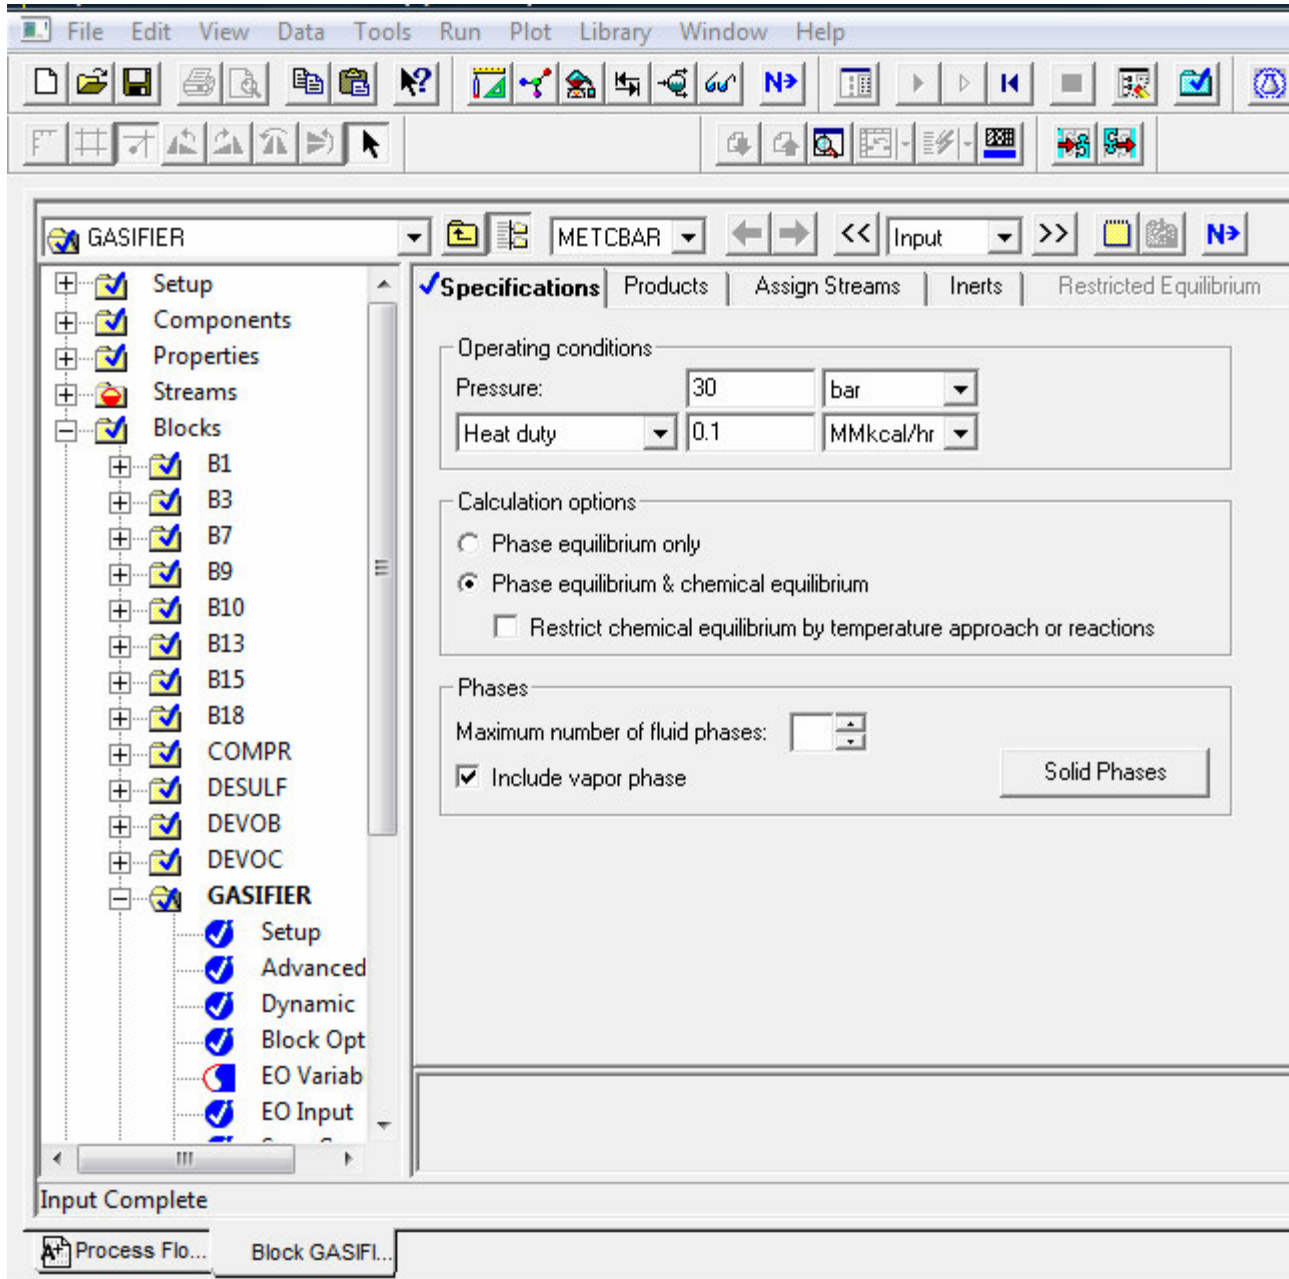 File Edit View Data Tools Run Plot Library Window Help
N
GASIFIER METCBAR << Input >> N
Setup
Components
Properties
Streams
Blocks
B1
B3
B7
B9
B10
B13
B15
B18
COMPR
DESULF
DEVOB
DEVOC
GASIFIER
Setup
Advanced
Dynamic
Block Opt
EO Variab
EO Input
Specifications Products Assign Streams Inerts Restricted Equilibrium
Operating conditions
Pressure: 30 bar
Heat duty 0.1 MMkcal/hr
Calculation options
Phase equilibrium only
Phase equilibrium & chemical equilibrium
Restrict chemical equilibrium by temperature approach or reactions
Phases
Maximum number of fluid phases:
Include vapor phase
Solid Phases
Input Complete
Process Flo... Block GASIFI...